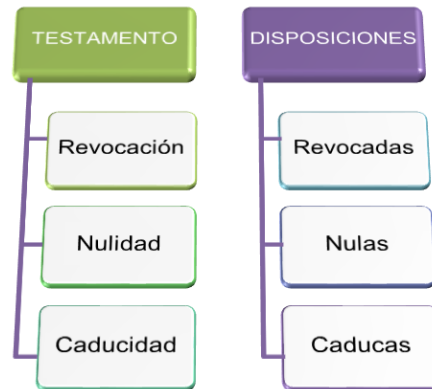 TESTAMENTO
Revocación
Nulidad
Caducidad
DISPOSICIONES
Revocadas
Nulas
Caducas